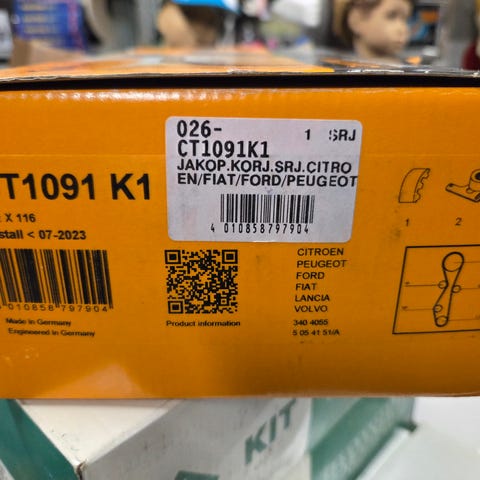 026-
CT1091K1
1 SRJ
JAKOP.KORJ.SRJ.CITRO
EN/FIAT/FORD/PEUGEOT
4 010858 797904
T1091 K1
X 116
stall < 07-2023
010858 797904
Made in Germany
Engineered in Germany
Product information
CITROEN
PEUGEOT
FORD
FIAT
LANCIA
VOLVO
340 4055
5 05 41 51/A
1
2
KIT